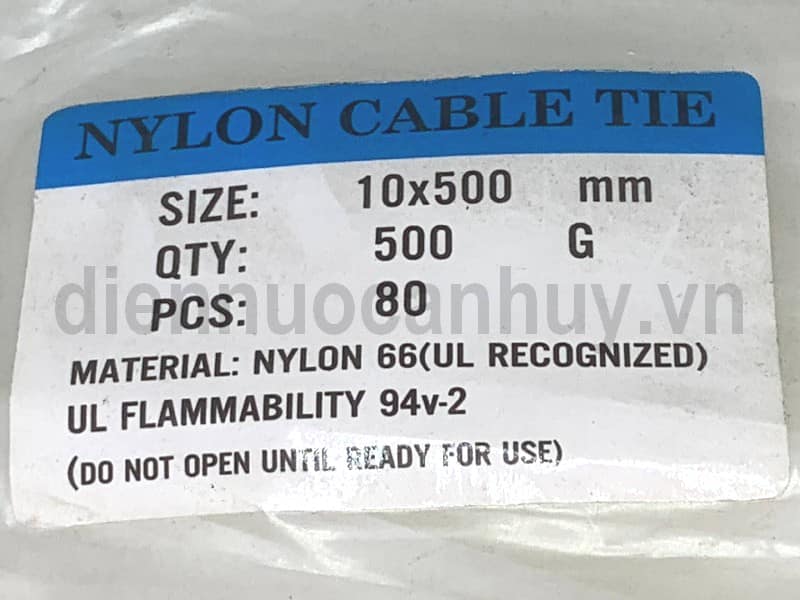 NYLON CABLE TIE
SIZE: 10x500 mm
QTY: 500 G
diennuocanhuy.vn
PCS: 80
MATERIAL: NYLON 66(UL RECOGNIZED)
UL FLAMMABILITY 94v-2
(DO NOT OPEN UNTIL READY FOR USE)